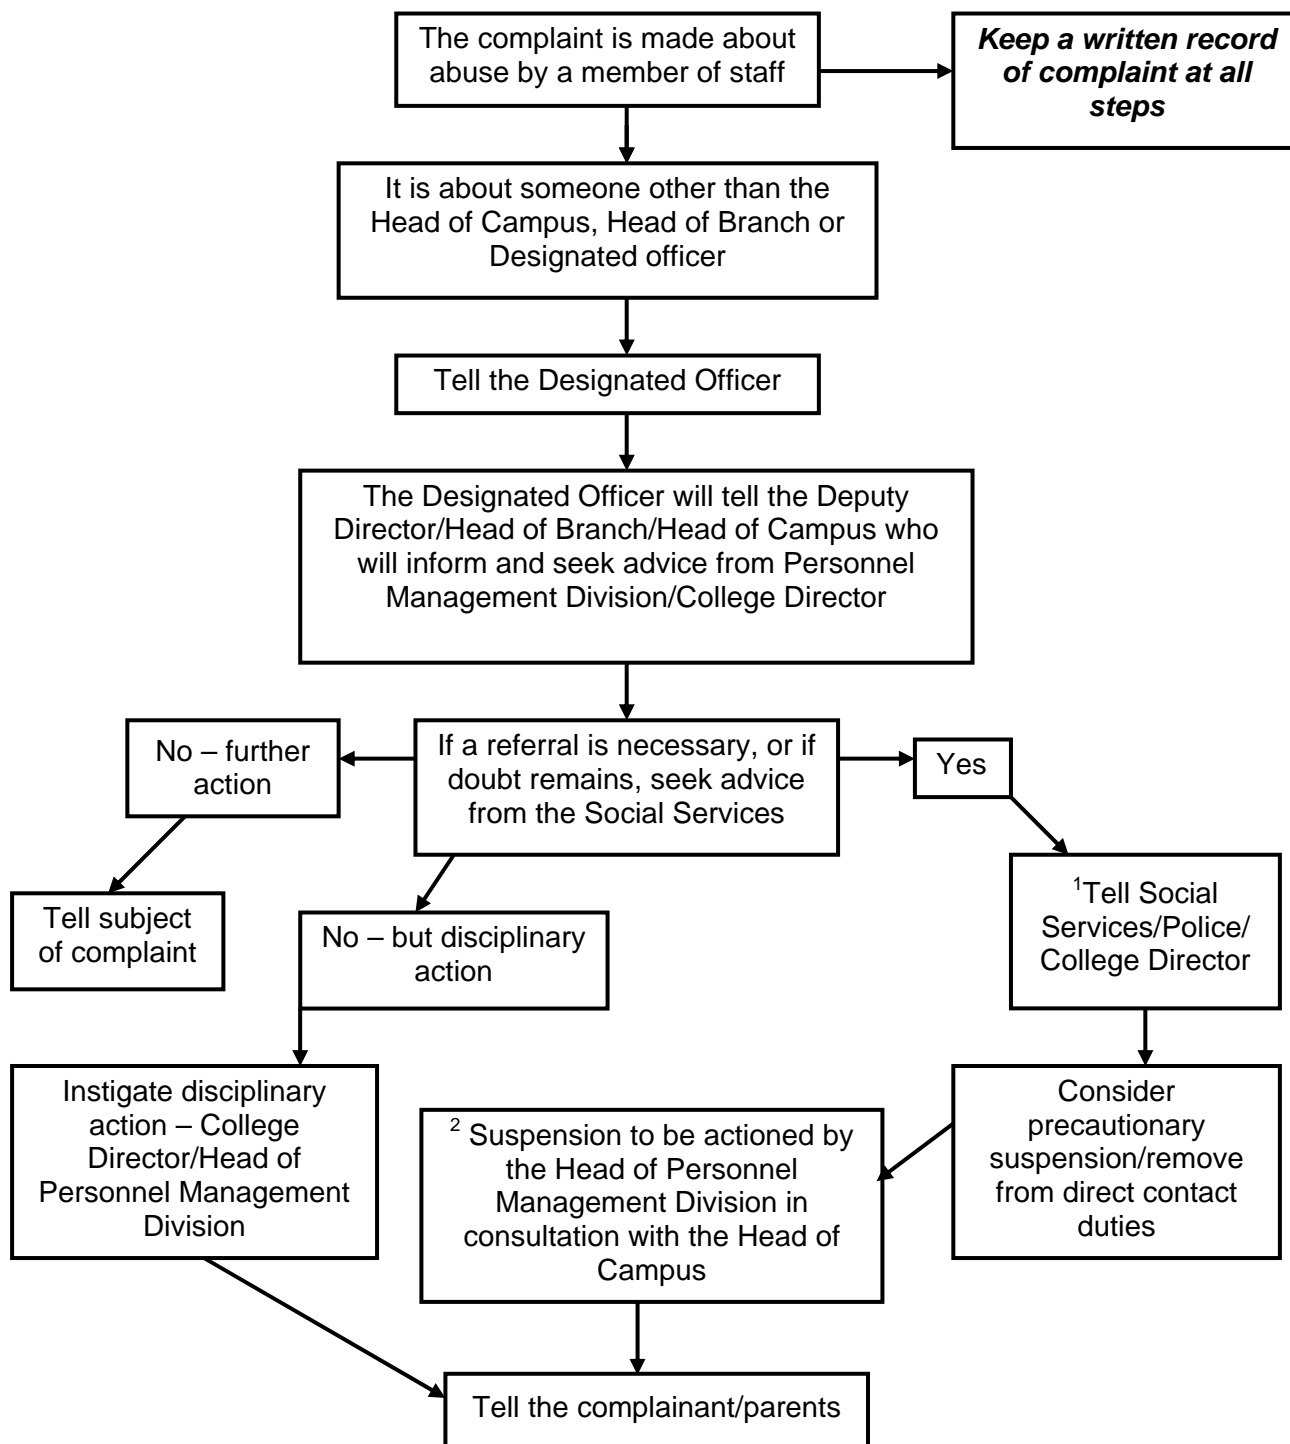 The complaint is made about
abuse by a member of staff
Keep a written record
of complaint at all
steps
It is about someone other than the
Head of Campus, Head of Branch or
Designated officer
Tell the Designated Officer
The Designated Officer will tell the Deputy
Director/Head of Branch/Head of Campus who
will inform and seek advice from Personnel
Management Division/College Director
No – further
action
If a referral is necessary, or if
doubt remains, seek advice
from the Social Services
Yes
Tell subject
of complaint
No – but disciplinary
action
1Tell Social
Services/Police/
College Director
Instigate disciplinary
action – College
Director/Head of
Personnel Management
Division
2 Suspension to be actioned by
the Head of Personnel
Management Division in
consultation with the Head of
Campus
Consider
precautionary
suspension/remove
from direct contact
duties
Tell the complainant/parents